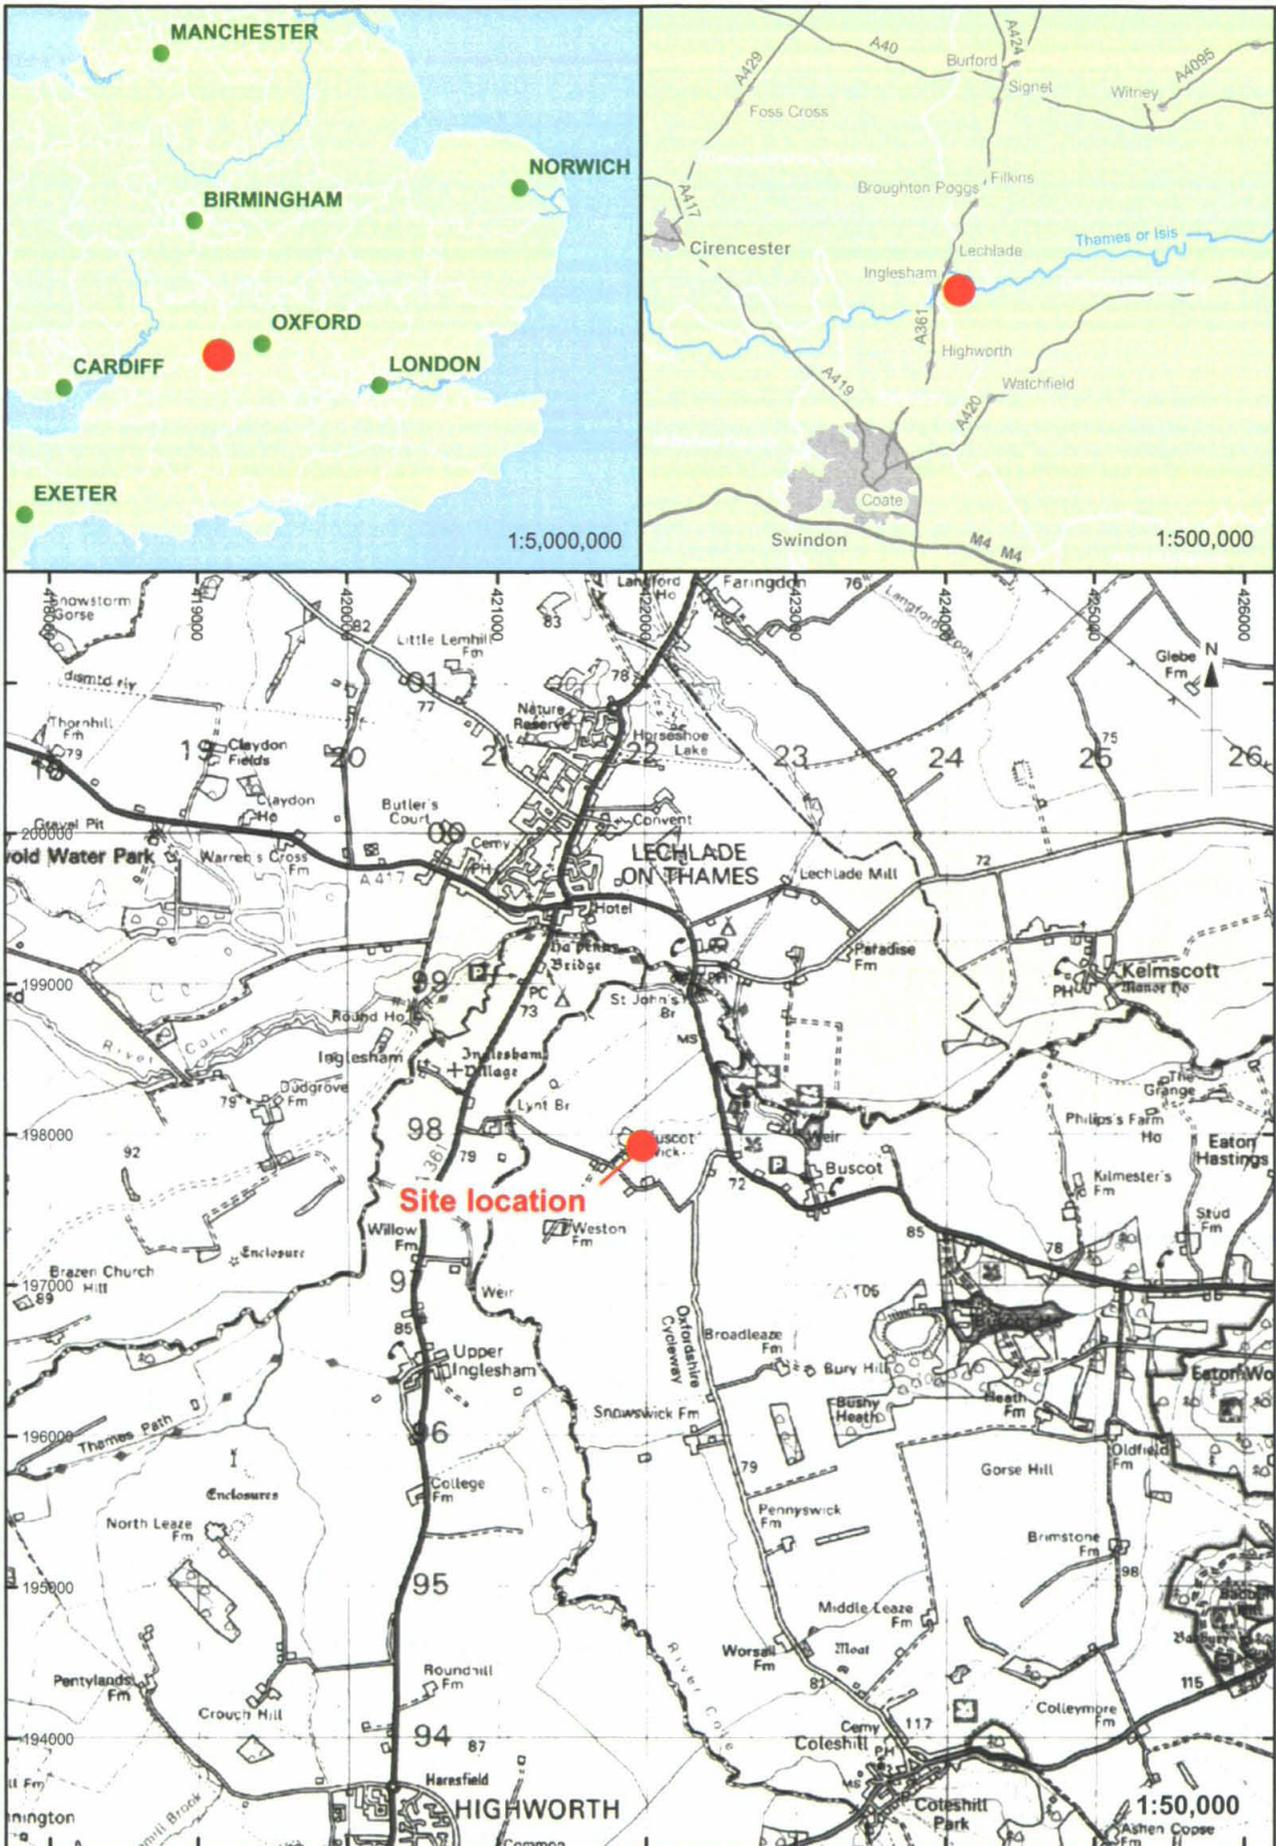 MANCHESTER
NORWICH
BIRMINGHAM
OXFORD
CARDIFF
LONDON
EXETER
1:5,000,000
A429
A40
A424
Burford
Signet
Witney
A4095
Foss Cross
Broughton Poggs
Filkins
A417
Cirencester
Lechlade
Thames or Isis
Inglesham
A361
Highworth
A419
Watchfield
A420
Coate
Swindon
M4 M4
1:500,000
Snowstorm
Gorse
419000
420000
421000
422000
423000
424000
425000
426000
82
83
Little Lemhill
Fm
Langford
Ho
Faringdon
76
Langford Brook
Glebe
Fm
N
dismtd rly
01
77
78
Thornhill
Fm
79
19
Claydon
Fields
20
21
Nature
Reserve
Horseshoe
Lake
22
23
24
25
26
75
Claydon
Ho
Butler's
Court
Gravel Pit
200000
00
Cemy
PH
Convent
Water Park
Warren's Cross
Fm
A 417
LECHLADE
ON THAMES
Lechlade Mill
72
Hotel
Ha'penny
Bridge
Paradise
Fm
Kelmscott
Manor Ho
PH
199000
99
P
PC
73
St John's
Br
Round Ho
MS
River Coln
Inglesham
Inglesham
Village
Dudgrove
Fm
79
Lynt Br
The
Grange
Philips's Farm
Ho
Eaton
Hastings
198000
98
92
79
Weir
P
Buscot
72
Kilmester's
Fm
Site location
Stud
Fm
Willow
Fm
Weston
Fm
Enclosure
85
78
Brazen Church
Hill
89
197000
Weir
106
85
Oxfordshire
Cycleway
Broadleaze
Fm
Upper
Inglesham
Bury Hill
Bushy
Heath
Heath
Fm
Snowswick Fm
Thames Path
196000
96
79
Oldfield
Fm
Gorse Hill
Enclosures
College
Fm
North Leaze
Fm
Pennyswick
Fm
Brimstone
Fm
195000
95
98
Middle Leaze
Fm
Worsall
Fm
Moat
River Cole
115
Pentylands
Fm
Roundhill
Fm
81
Crouch Hill
Colleymore
Fm
194000
94
87
Cemy
117
Coleshill
PH
MS
Haresfield
HIGHWORTH
Coleshill
Park
1:50,000
Common
Ashen Copse
Fm